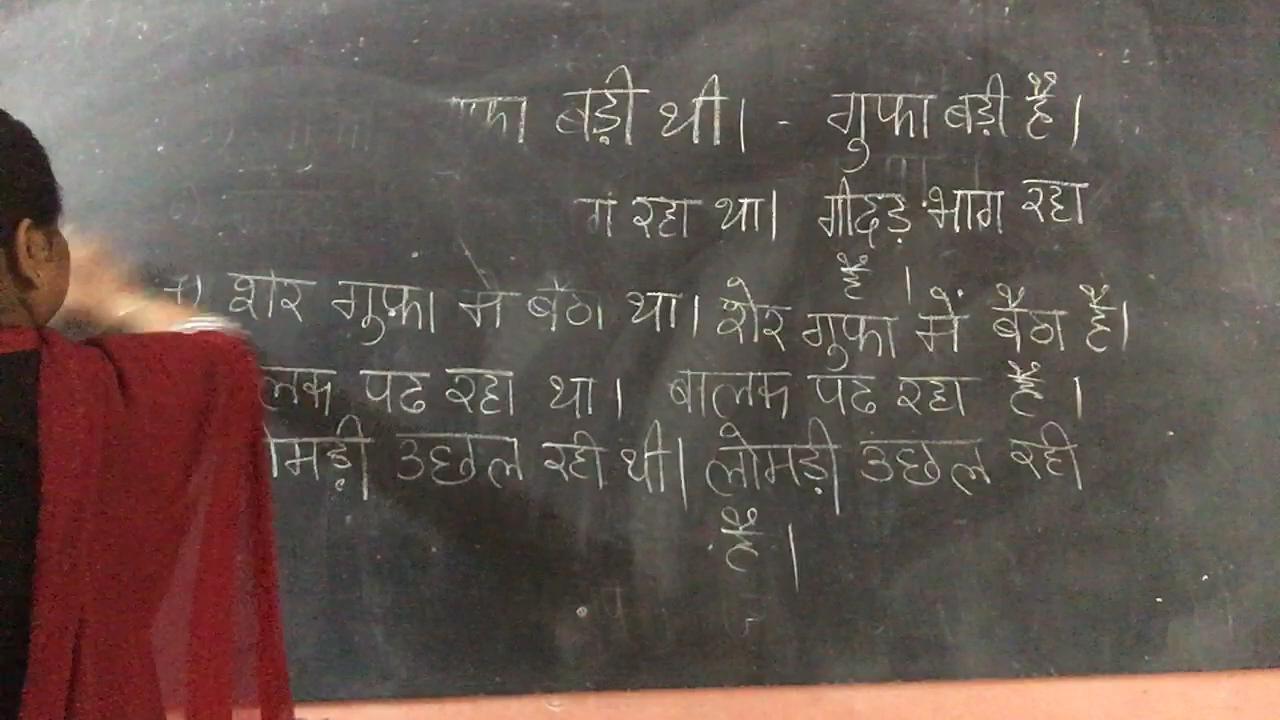 बड़ी थी। - गुफा बड़ी है।
रहा था। गीदड़ भाग रहा
है।
शेर गुफा में बैठा था। शेर गुफा में बैठा है।
लक पढ रहा था। बालक पढ रहा है।
मड़ी उछल रही थी। लोमड़ी उछल रही
है।